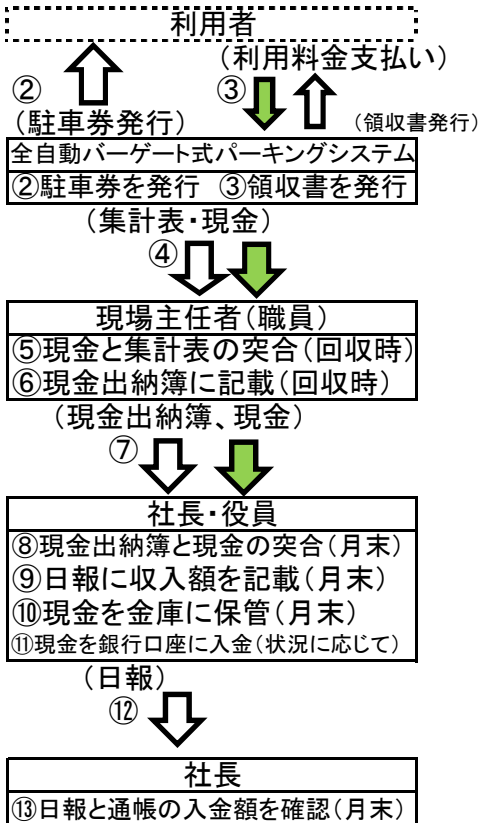 利用者
(利用料金支払い)
② ③
(駐車券発行) (領収書発行)
全自動バーゲート式パーキングシステム
②駐車券を発行 ③領収書を発行
(集計表・現金)
④
現場主任者(職員)
⑤現金と集計表の突合(回収時)
⑥現金出納簿に記載(回収時)
(現金出納簿、現金)
⑦
社長・役員
⑧現金出納簿と現金の突合(月末)
⑨日報に収入額を記載(月末)
⑩現金を金庫に保管(月末)
⑪現金を銀行口座に入金(状況に応じて)
(日報)
⑫
社長
⑬日報と通帳の入金額を確認(月末)